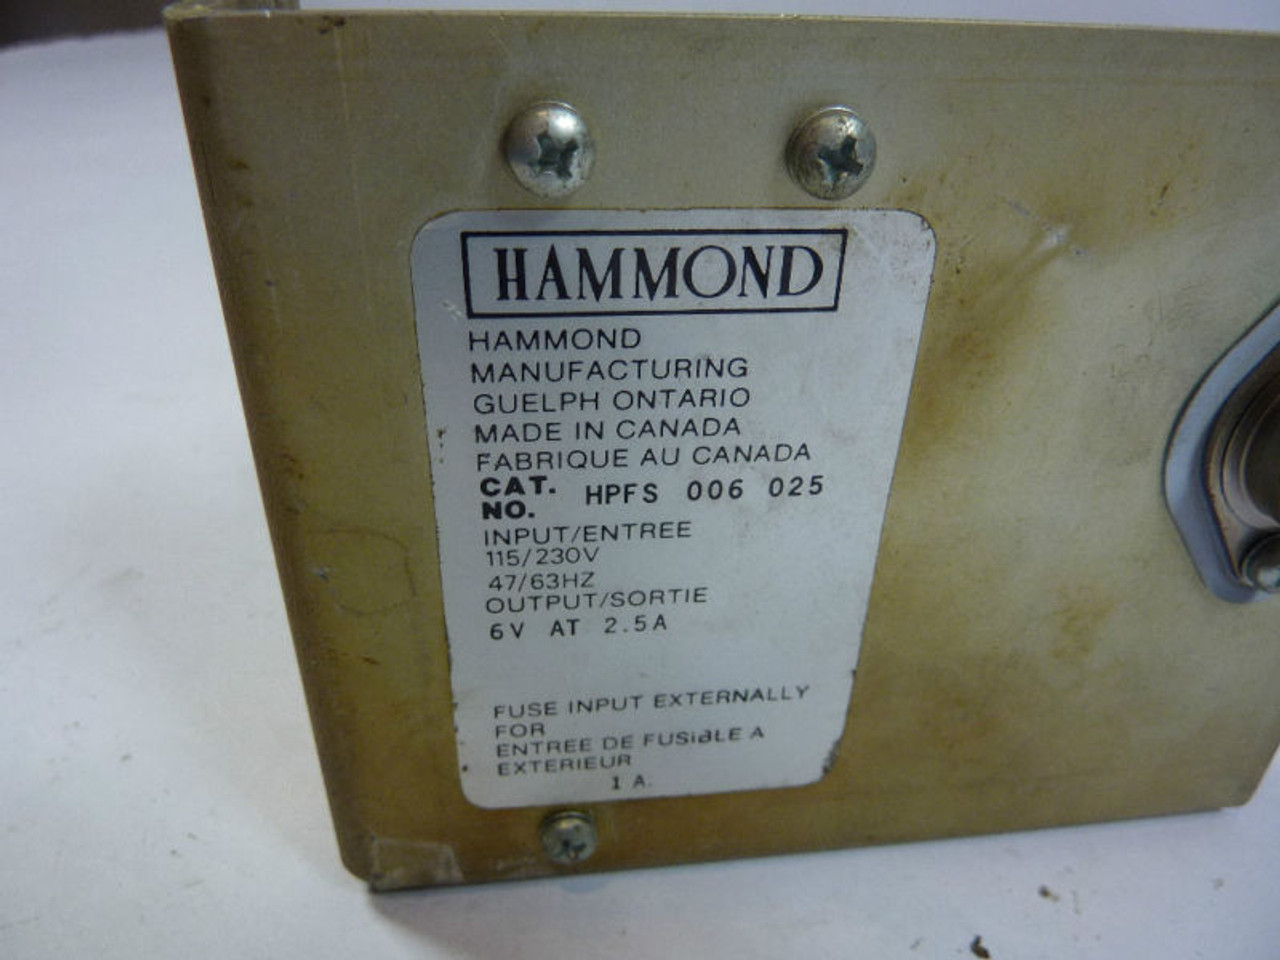 HAMMOND
HAMMOND
MANUFACTURING
GUELPH ONTARIO
MADE IN CANADA
FABRIQUE AU CANADA
CAT. NO. HPFS 006 025
INPUT/ENTREE
115/230V
47/63HZ
OUTPUT/SORTIE
6V AT 2.5A
FUSE INPUT EXTERNALLY
FOR
ENTREE DE FUSIBLE A
EXTERIEUR
1 A.